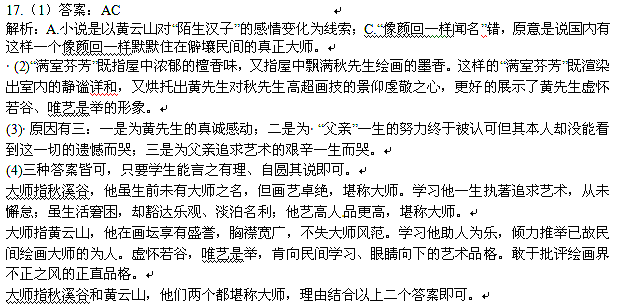 17.（1）答案：AC
解析：A.小说是以黄云山对“陌生汉子”的感情变化为线索；C.“像颜回一样闻名”错，原意是说国内有
这样一个像颜回一样默默住在僻壤民间的真正大师。
(2)“满室芬芳”既指屋中浓郁的檀香味，又指屋中飘满秋先生绘画的墨香。这样的“满室芬芳”既渲染
出室内的静谧详和，又烘托出黄先生对秋先生高超画技的景仰虔敬之心，更好的展示了黄先生虚怀
若谷、唯艺是举的形象。
(3) 原因有三：一是为黄先生的真诚感动；二是为 “父亲”一生的努力终于被认可但其本人却没能看
到这一切的遗憾而哭；三是为父亲追求艺术的艰辛一生而哭。
(4)三种答案皆可，只要学生能言之有理、自圆其说即可。
大师指秋溪谷，他虽生前未有大师之名，但画艺卓绝，堪称大师。学习他一生执著追求艺术，从未
懈怠；虽生活窘困，却豁达乐观、淡泊名利；他艺高人品更高，堪称大师。
大师指黄云山，他在画坛享有盛誉，胸襟宽广，不失大师风范。学习他助人为乐，倾力推举已故民
间绘画大师的为人。虚怀若谷，唯艺是举，肯向民间学习、眼睛向下的艺术品格。敢于批评绘画界
不正之风的正直品格。
大师指秋溪谷和黄云山，他们两个都堪称大师，理由结合以上二个答案即可。